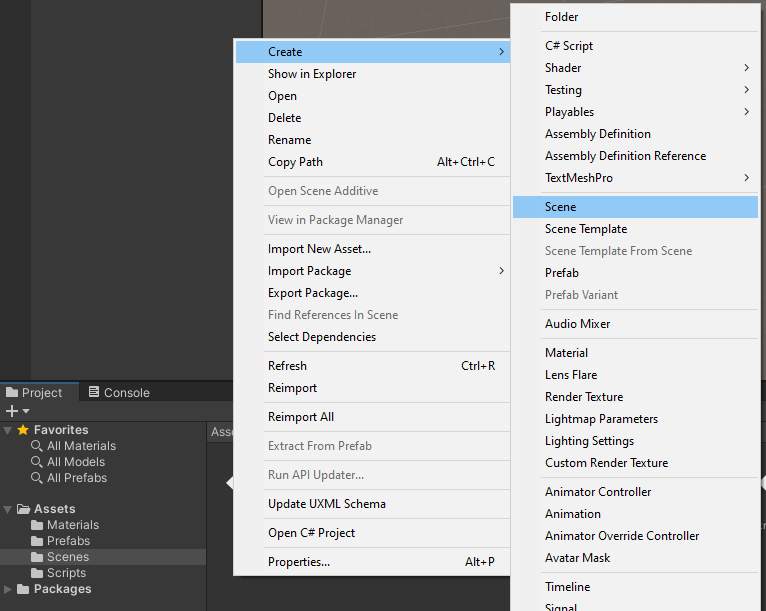 Create
Show in Explorer
Open
Delete
Rename
Copy Path Alt+Ctrl+C
Open Scene Additive
View in Package Manager
Import New Asset...
Import Package
Export Package...
Find References In Scene
Select Dependencies
Refresh Ctrl+R
Reimport
Reimport All
Extract From Prefab
Run API Updater...
Update UXML Schema
Open C# Project
Properties... Alt+P
Folder
C# Script
Shader
Testing
Playables
Assembly Definition
Assembly Definition Reference
TextMeshPro
Scene
Scene Template
Scene Template From Scene
Prefab
Prefab Variant
Audio Mixer
Material
Lens Flare
Render Texture
Lightmap Parameters
Lighting Settings
Custom Render Texture
Animator Controller
Animation
Animator Override Controller
Avatar Mask
Timeline
Signal
Project Console
Favorites
All Materials
All Models
All Prefabs
Assets
Materials
Prefabs
Scenes
Scripts
Packages